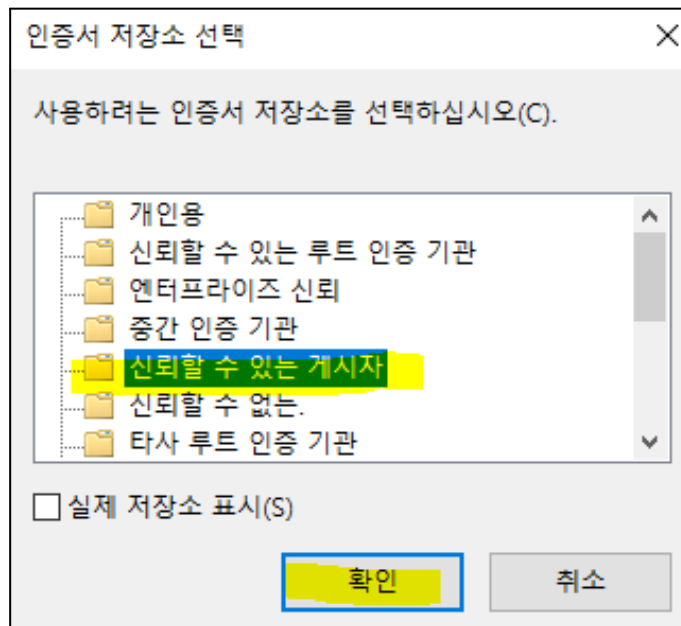 인증서 저장소 선택
사용하려는 인증서 저장소를 선택하십시오(C).
개인용
신뢰할 수 있는 루트 인증 기관
엔터프라이즈 신뢰
중간 인증 기관
신뢰할 수 있는 게시자
신뢰할 수 없는.
타사 루트 인증 기관
실제 저장소 표시(S)
확인 취소